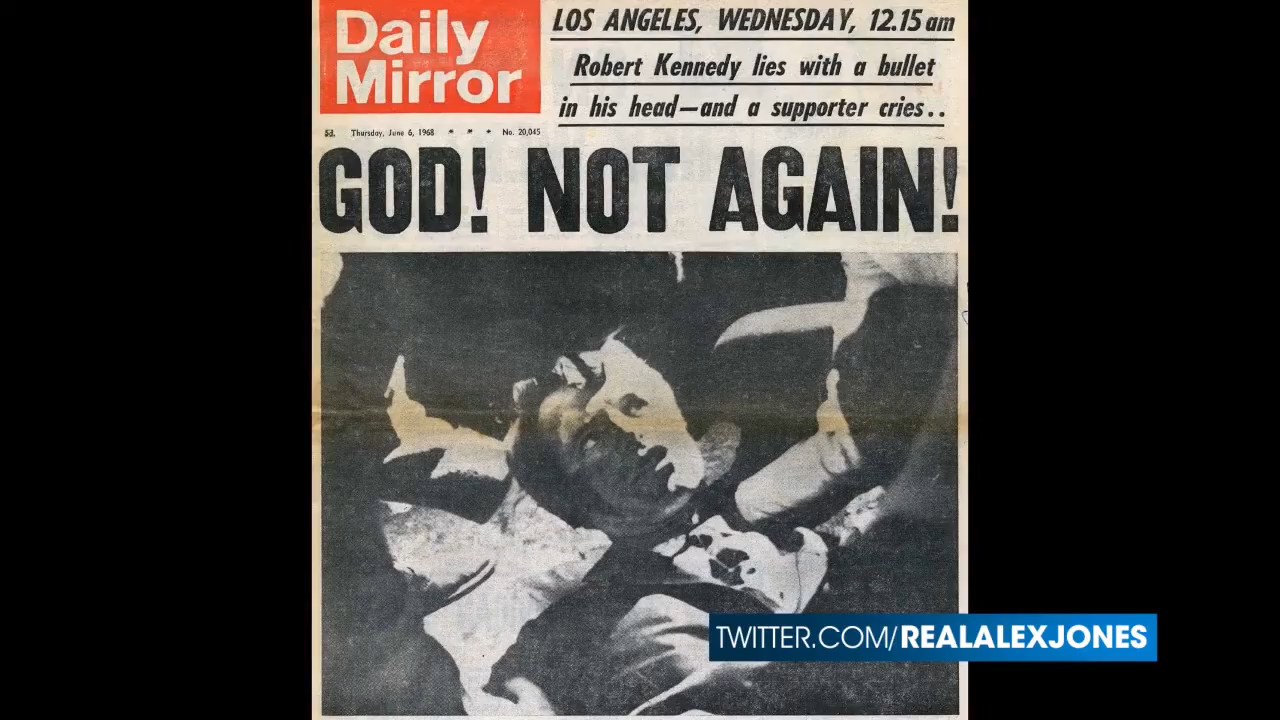 Daily
Mirror
LOS ANGELES, WEDNESDAY, 12.15 am
Robert Kennedy lies with a bullet
in his head—and a supporter cries..
5d. Thursday, June 6, 1968 * * * No. 20,045
GOD! NOT AGAIN!
TWITTER.COM/REALALEXJONES